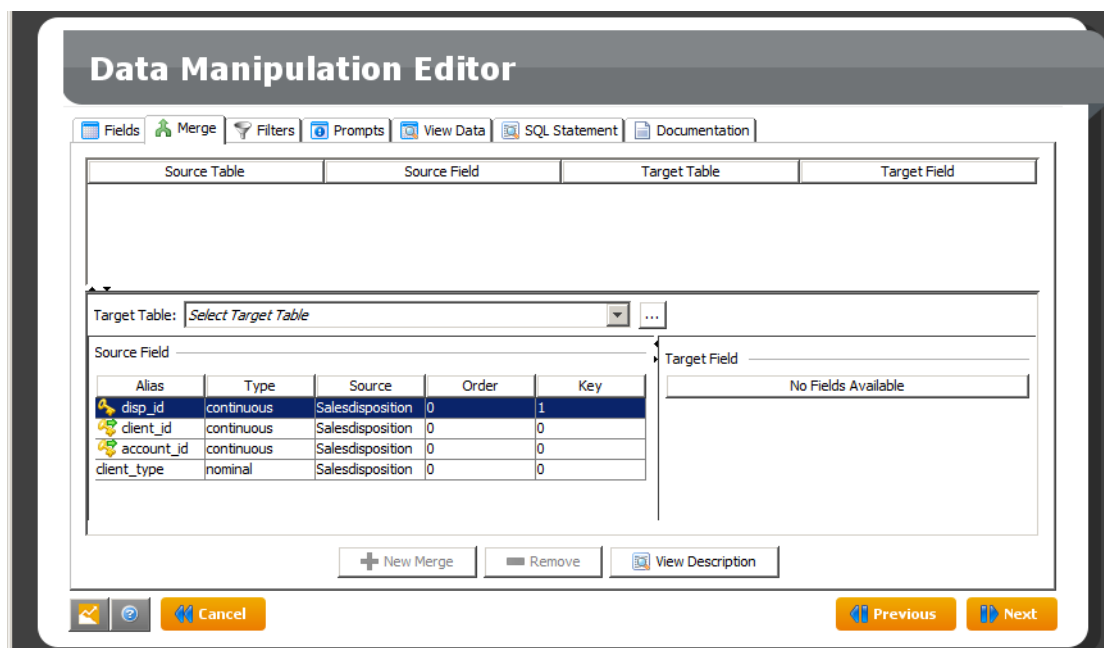 Data Manipulation Editor
Fields Merge Filters Prompts View Data SQL Statement Documentation
Source Table Source Field Target Table Target Field
Target Table: Select Target Table ...
Source Field
Target Field
Alias Type Source Order Key
No Fields Available
disp_id continuous Salesdisposition 0 1
client_id continuous Salesdisposition 0 0
account_id continuous Salesdisposition 0 0
client_type nominal Salesdisposition 0 0
New Merge Remove View Description
Cancel Previous Next